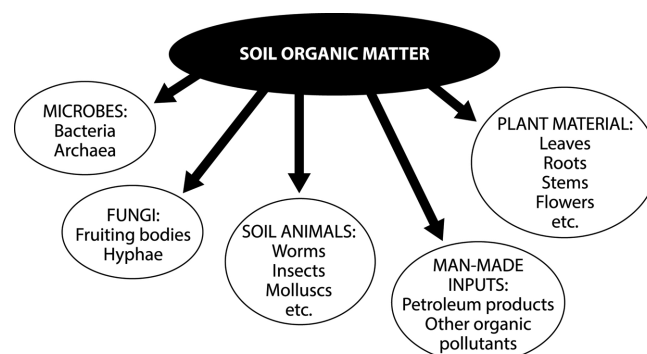 SOIL ORGANIC MATTER
MICROBES:
Bacteria
Archaea
FUNGI:
Fruiting bodies
Hyphae
SOIL ANIMALS:
Worms
Insects
Molluscs
etc.
MAN-MADE
INPUTS:
Petroleum products
Other organic
pollutants
PLANT MATERIAL:
Leaves
Roots
Stems
Flowers
etc.